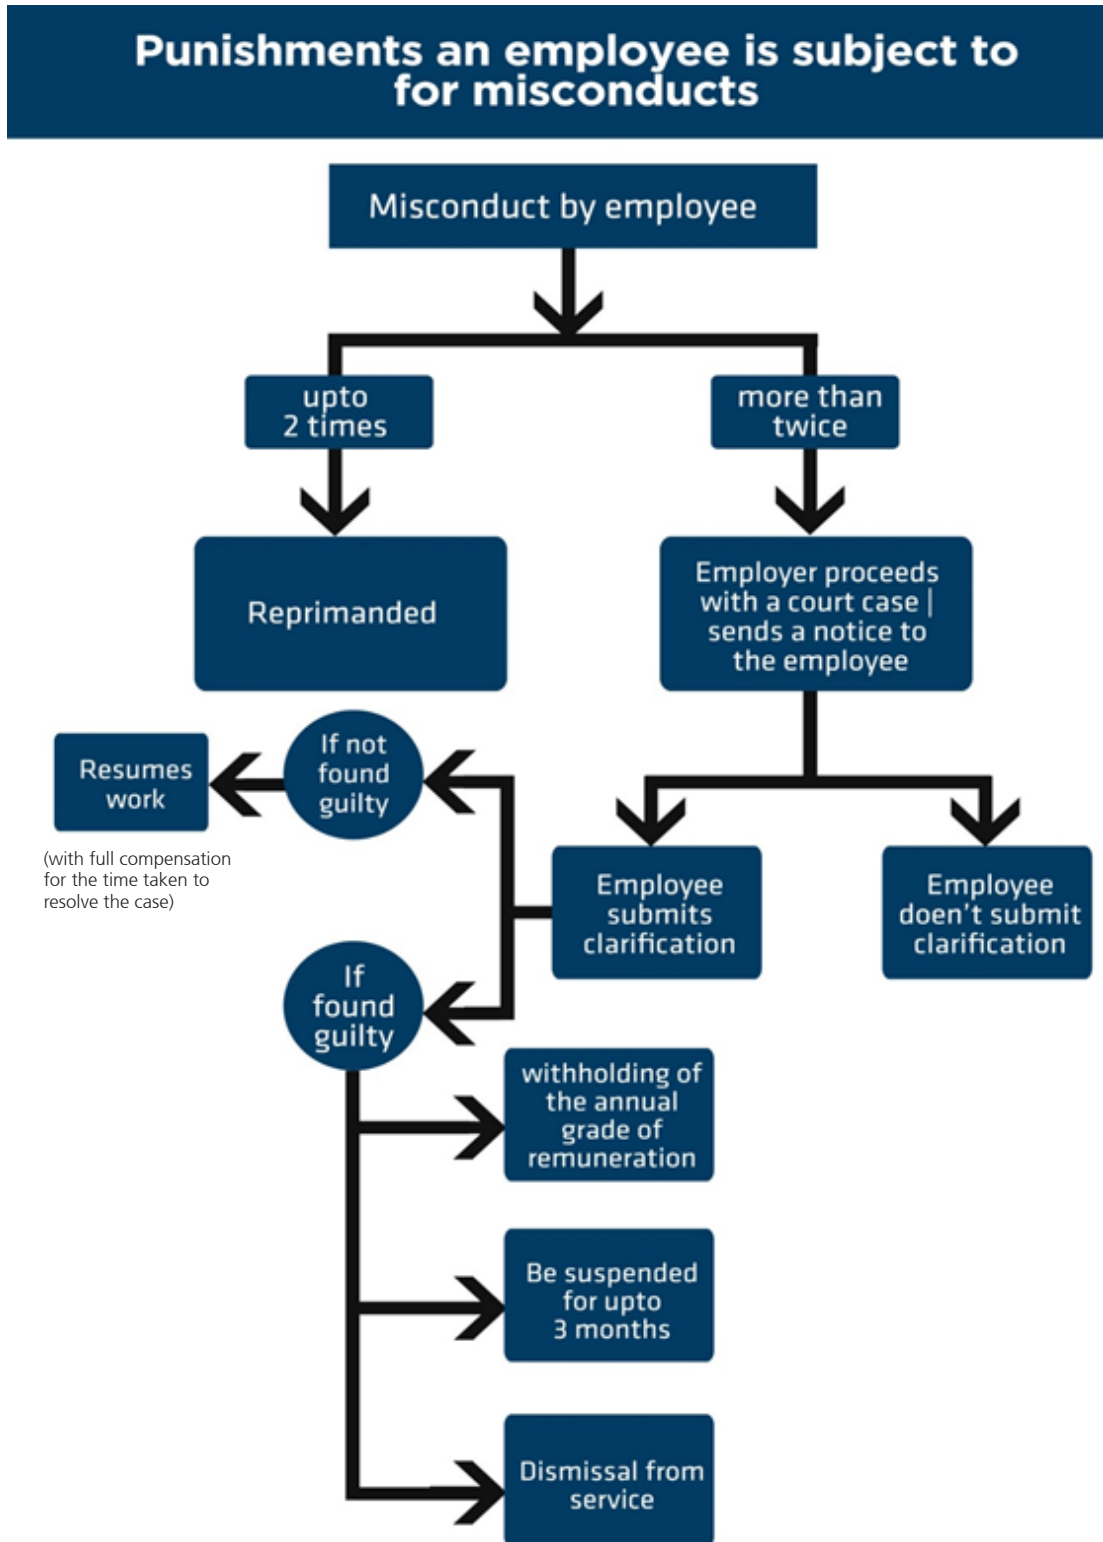 Punishments an employee is subject to
for misconducts
Misconduct by employee
upto
2 times
more than
twice
Reprimanded
Employer proceeds
with a court case |
sends a notice to
the employee
If not
found
guilty
Resumes
work
(with full compensation
for the time taken to
resolve the case)
Employee
submits
clarification
Employee
doen't submit
clarification
If
found
guilty
withholding of
the annual
grade of
remuneration
Be suspended
for upto
3 months
Dismissal from
service